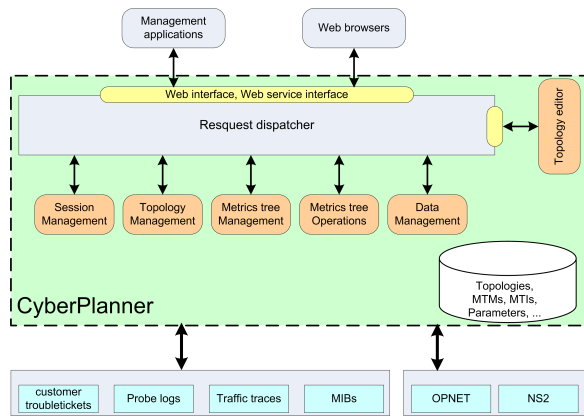 Management
applications
Web browsers
Web interface, Web service interface
Resquest dispatcher
Topology editor
Session
Management
Topology
Management
Metrics tree
Management
Metrics tree
Operations
Data
Management
CyberPlanner
Topologies,
MTMs, MTIs,
Parameters, ...
customer
troubletickets
Probe logs
Traffic traces
MIBs
OPNET
NS2